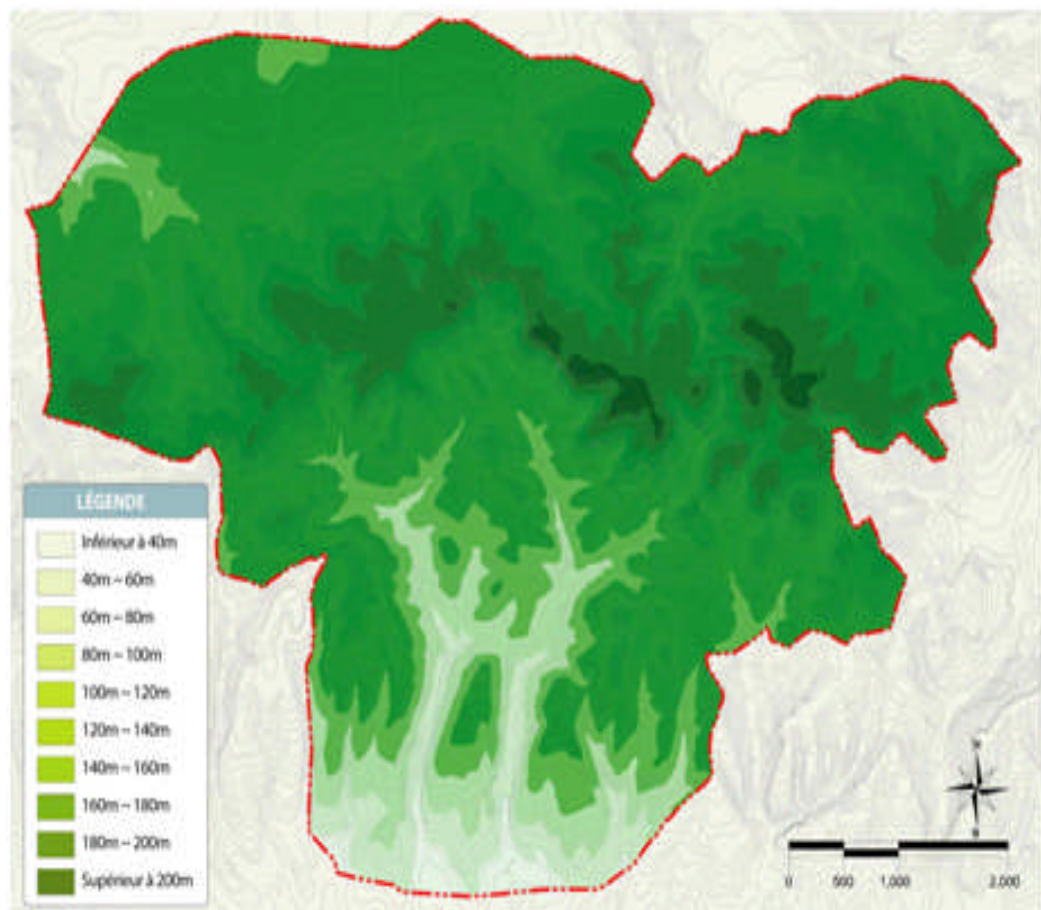 LÉGENDE
Inférieur à 40m
40m ~ 60m
60m ~ 80m
80m ~ 100m
100m ~ 120m
120m ~ 140m
140m ~ 160m
160m ~ 180m
180m ~ 200m
Supérieur à 200m
N
0 500 1,000 2,000